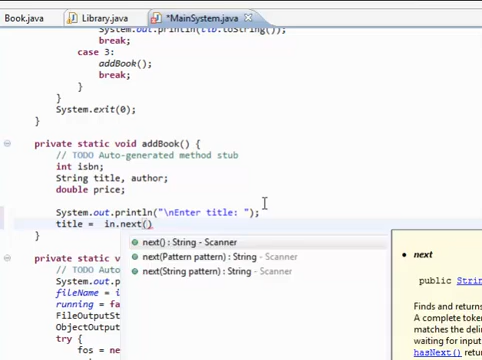 Book.java Library.java *MainSystem.java
System.out.println(lib.toString());
break;
case 3:
addBook();
break;
}
}
System.exit(0);
}
private static void addBook() {
// TODO Auto-generated method stub
int isbn;
String title, author;
double price;
System.out.println("\nEnter title: ");
title =  in.next()
}
next() : String - Scanner
next(Pattern pattern) : String - Scanner
next(String pattern) : String - Scanner
private static v
// TODO A
System.o
fileName = i
running = fa
FileOutputSt
ObjectOutput
try {
fos = ne
next
public Strin
Finds and returns
A complete token
matches the deli
waiting for input
hasNext() retur